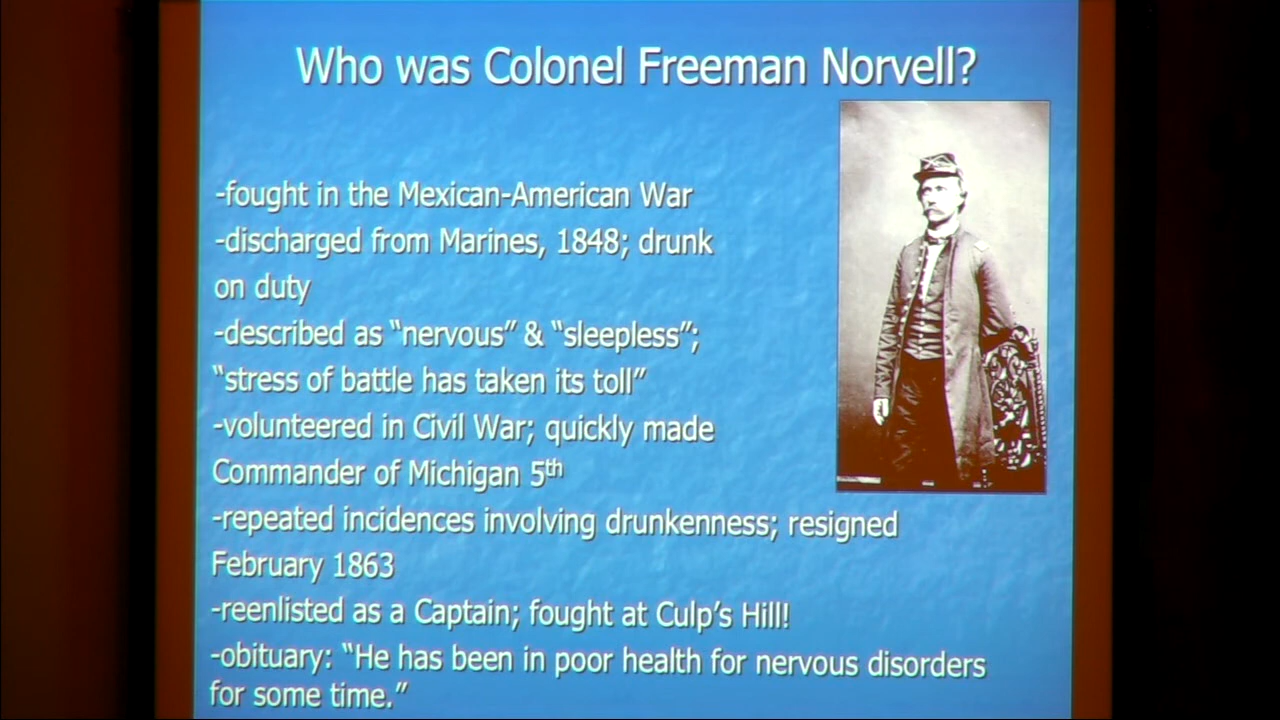 Who was Colonel Freeman Norvell?
-fought in the Mexican-American War
-discharged from Marines, 1848; drunk
on duty
-described as “nervous” & “sleepless”;
“stress of battle has taken its toll”
-volunteered in Civil War; quickly made
Commander of Michigan 5th
-repeated incidences involving drunkenness; resigned
February 1863
-reenlisted as a Captain; fought at Culp’s Hill!
-obituary: “He has been in poor health for nervous disorders
for some time.”